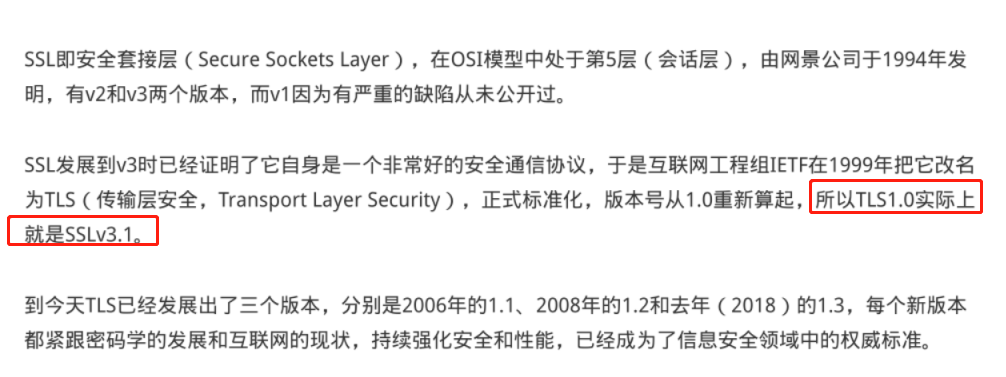 SSL即安全套接层（Secure Sockets Layer），在OSI模型中处于第5层（会话层），由网景公司于1994年发
明，有v2和v3两个版本，而v1因为有严重的缺陷从未公开过。
SSL发展到v3时已经证明了它自身是一个非常好的安全通信协议，于是互联网工程组IETF在1999年把它改名
为TLS（传输层安全，Transport Layer Security），正式标准化，版本号从1.0重新算起，所以TLS1.0实际上
就是SSLv3.1。
到今天TLS已经发展出了三个版本，分别是2006年的1.1、2008年的1.2和去年（2018）的1.3，每个新版本
都紧跟密码学的发展和互联网的现状，持续强化安全和性能，已经成为了信息安全领域中的权威标准。